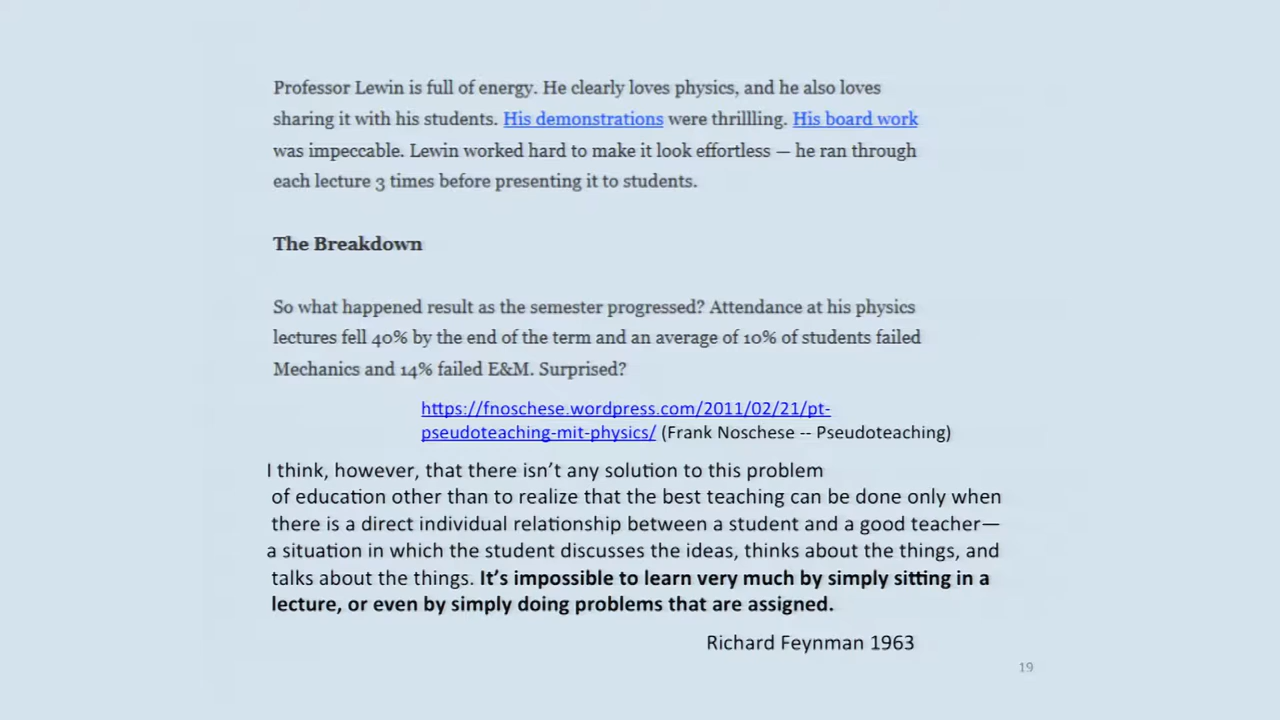 Professor Lewin is full of energy. He clearly loves physics, and he also loves
sharing it with his students. His demonstrations were thrillling. His board work
was impeccable. Lewin worked hard to make it look effortless — he ran through
each lecture 3 times before presenting it to students.
The Breakdown
So what happened result as the semester progressed? Attendance at his physics
lectures fell 40% by the end of the term and an average of 10% of students failed
Mechanics and 14% failed E&M. Surprised?
https://fnoschese.wordpress.com/2011/02/21/pt-
pseudoteaching-mit-physics/ (Frank Noschese -- Pseudoteaching)
I think, however, that there isn’t any solution to this problem
of education other than to realize that the best teaching can be done only when
there is a direct individual relationship between a student and a good teacher—
a situation in which the student discusses the ideas, thinks about the things, and
talks about the things. It’s impossible to learn very much by simply sitting in a
lecture, or even by simply doing problems that are assigned.
Richard Feynman 1963
19